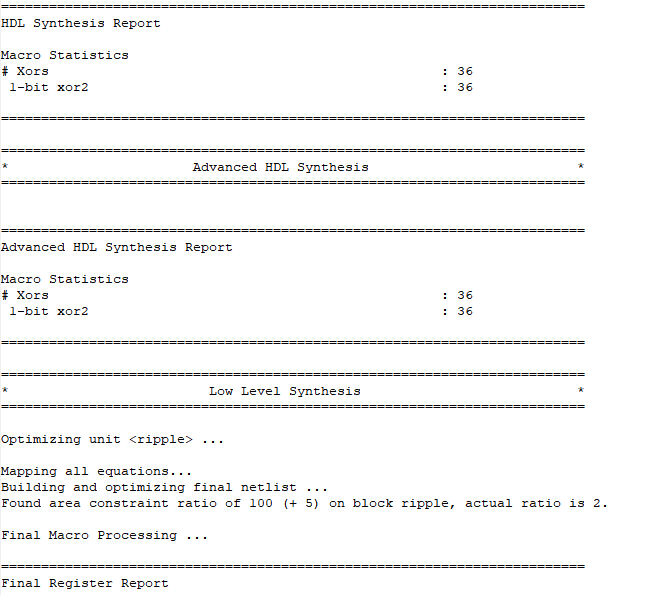 =========================================================================
HDL Synthesis Report

Macro Statistics
# Xors                                                 : 36
 1-bit xor2                                            : 36

=========================================================================

=========================================================================
*                       Advanced HDL Synthesis                          *
=========================================================================


=========================================================================
Advanced HDL Synthesis Report

Macro Statistics
# Xors                                                 : 36
 1-bit xor2                                            : 36

=========================================================================

=========================================================================
*                         Low Level Synthesis                           *
=========================================================================

Optimizing unit <ripple> ...

Mapping all equations...
Building and optimizing final netlist ...
Found area constraint ratio of 100 (+ 5) on block ripple, actual ratio is 2.

Final Macro Processing ...

=========================================================================
Final Register Report